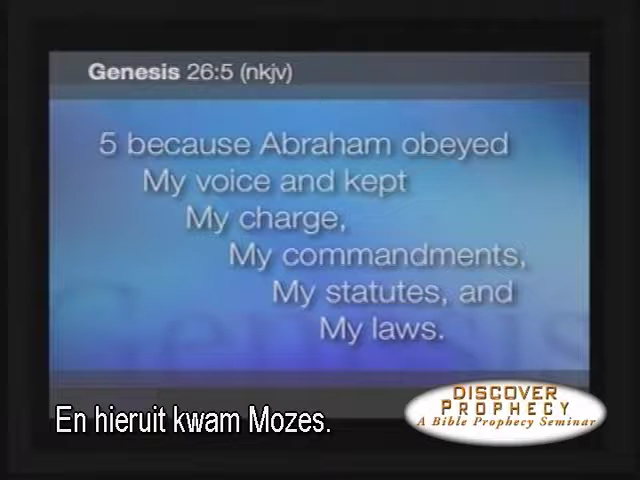 Genesis 26:5 (nkjv)
5 because Abraham obeyed
My voice and kept
My charge,
My commandments,
My statutes, and
My laws.
Genesis
En hieruit kwam Mozes.
DISCOVER
PROPHECY
A Bible Prophecy Seminar